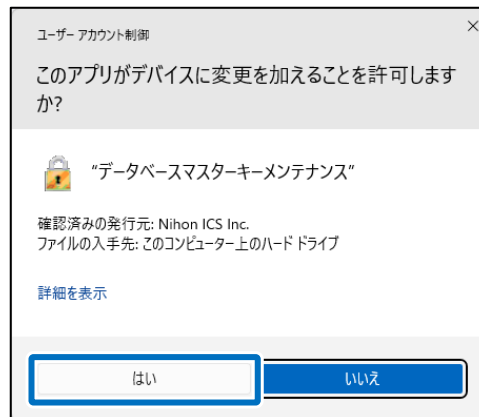 ユーザー アカウント制御
このアプリがデバイスに変更を加えることを許可します
か?
“データベースマスターキーメンテナンス”
確認済みの発行元: Nihon ICS Inc.
ファイルの入手先: このコンピューター上のハード ドライブ
詳細を表示
はい
いいえ